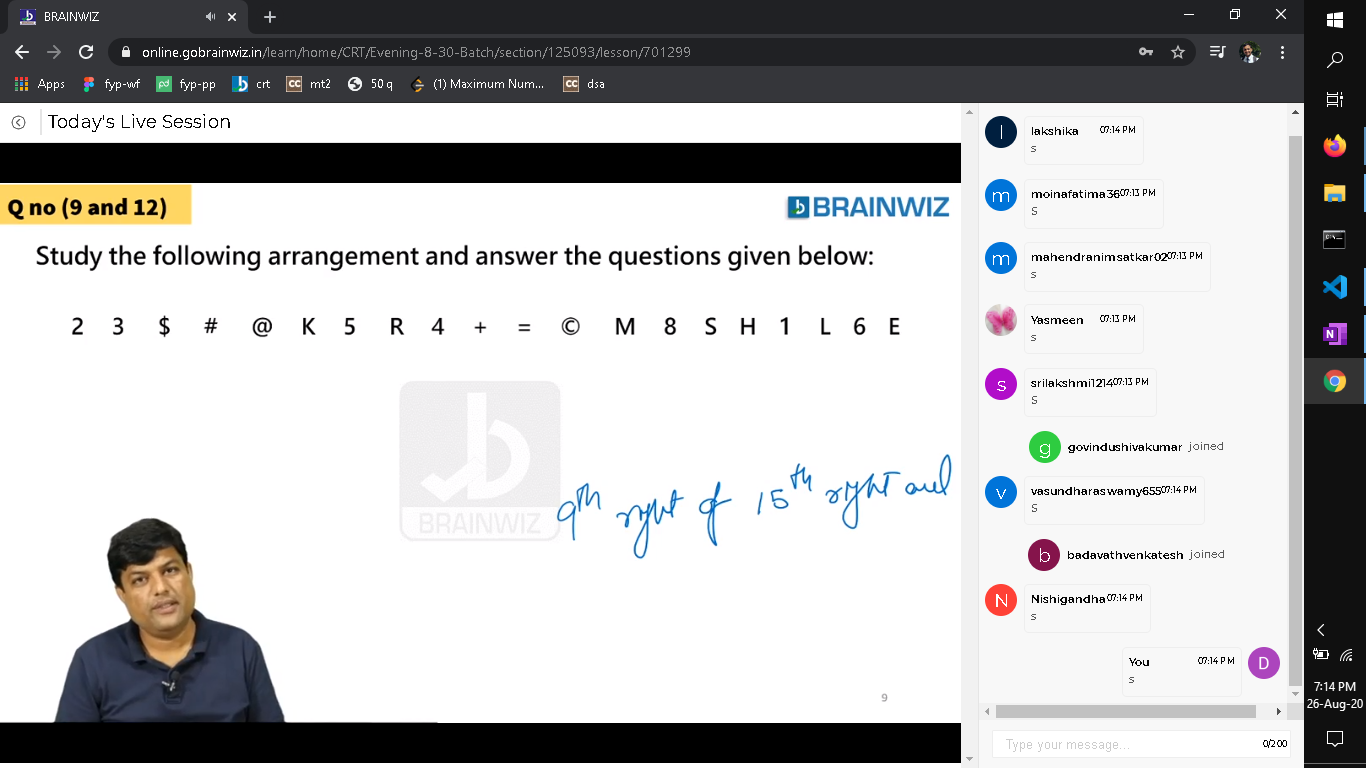 BRAINWIZ
online.gobrainwiz.in/learn/home/CRT/Evening-8-30-Batch/section/125093/lesson/701299
Apps fyp-wf fyp-pp crt CC mt2 50 q (1) Maximum Num... CC dsa
Today's Live Session
Q no (9 and 12)
BRAINWIZ
Study the following arrangement and answer the questions given below:
2 3 $ # @ K 5 R 4 + = © M 8 S H 1 L 6 E
BRAINWIZ
9th right of 15th right end
9
l lakshika 07:14 PM
s
m moinafatima36 07:13 PM
S
m mahendranimsatkar02 07:13 PM
s
Yasmeen 07:13 PM
s
s srilakshmi1214 07:13 PM
S
g govindushivakumar joined
v vasundharaswamy655 07:14 PM
S
b badavathvenkatesh joined
N Nishigandha 07:14 PM
s
You 07:14 PM D
s
Type your message... 0/200
7:14 PM
26-Aug-20